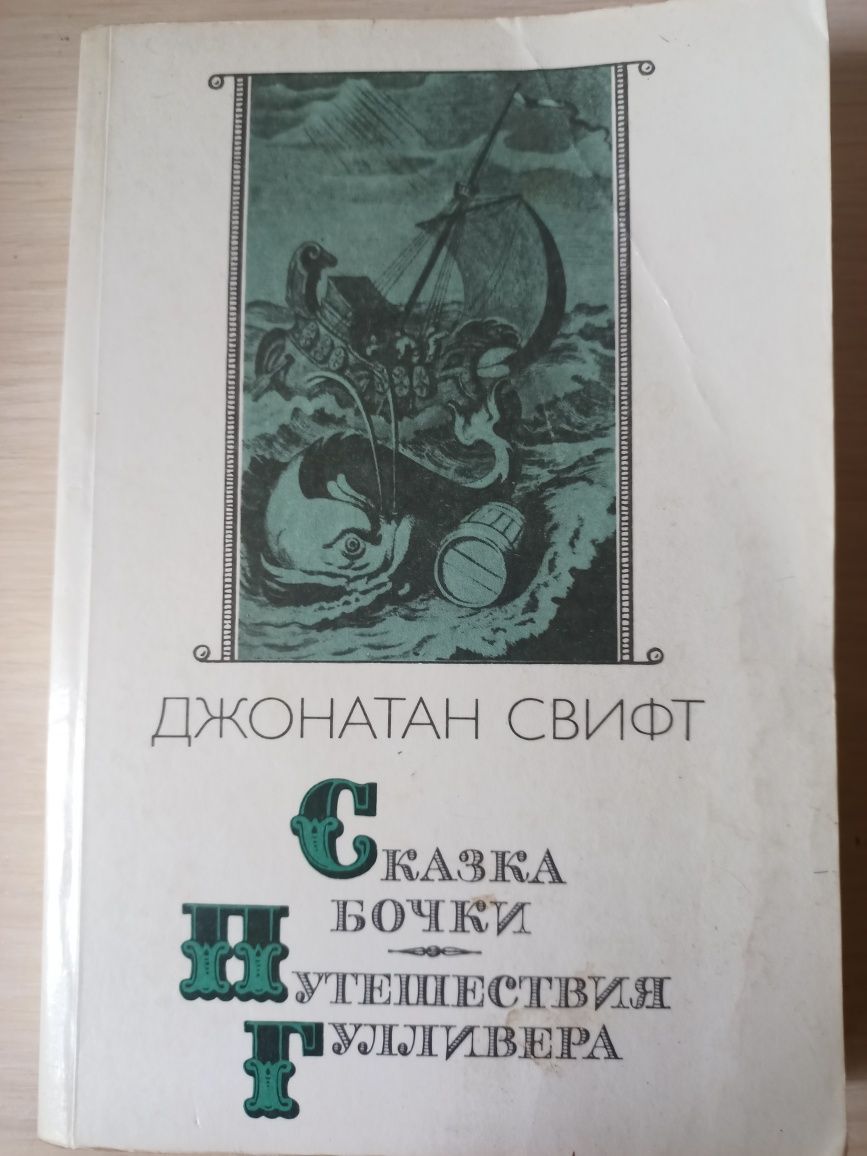 ДЖОНАТАН СВИФТ
СКАЗКА
БОЧКИ
ПУТЕШЕСТВИЯ
ГУЛЛИВЕРА